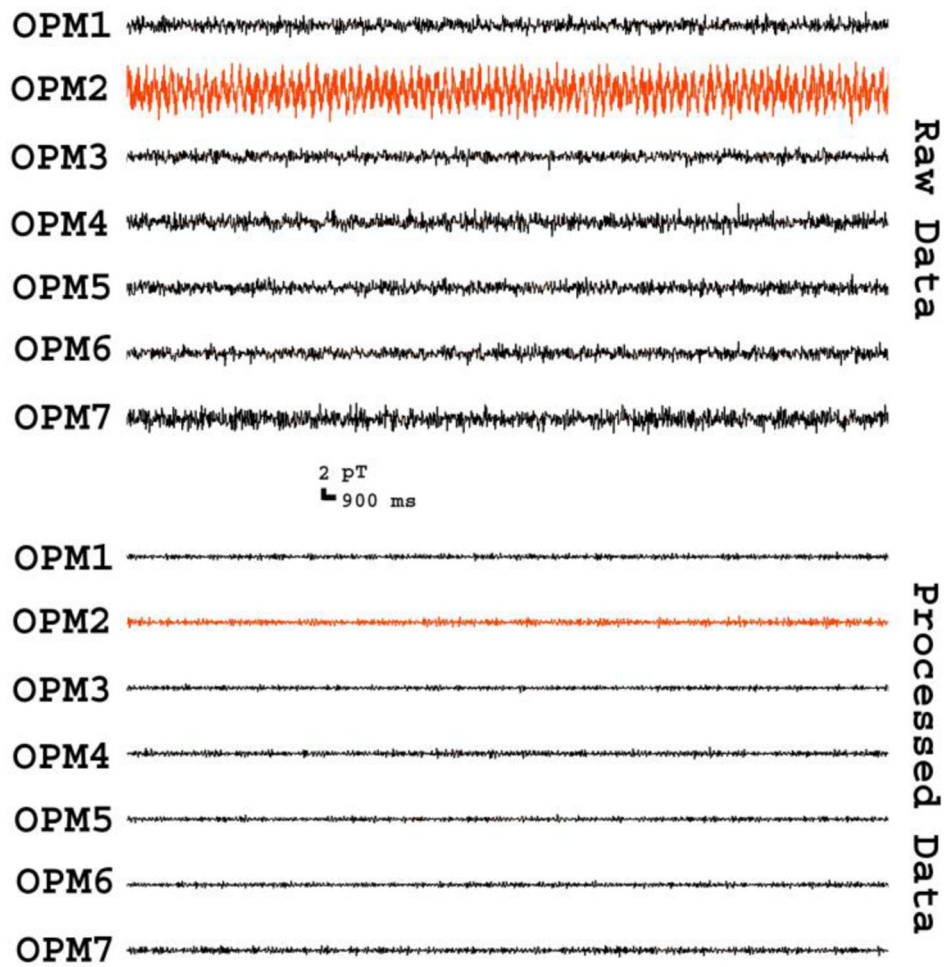 OPM1
OPM2
OPM3
OPM4
OPM5
OPM6
OPM7
Raw Data
2 pT
900 ms
OPM1
OPM2
OPM3
OPM4
OPM5
OPM6
OPM7
Processed Data